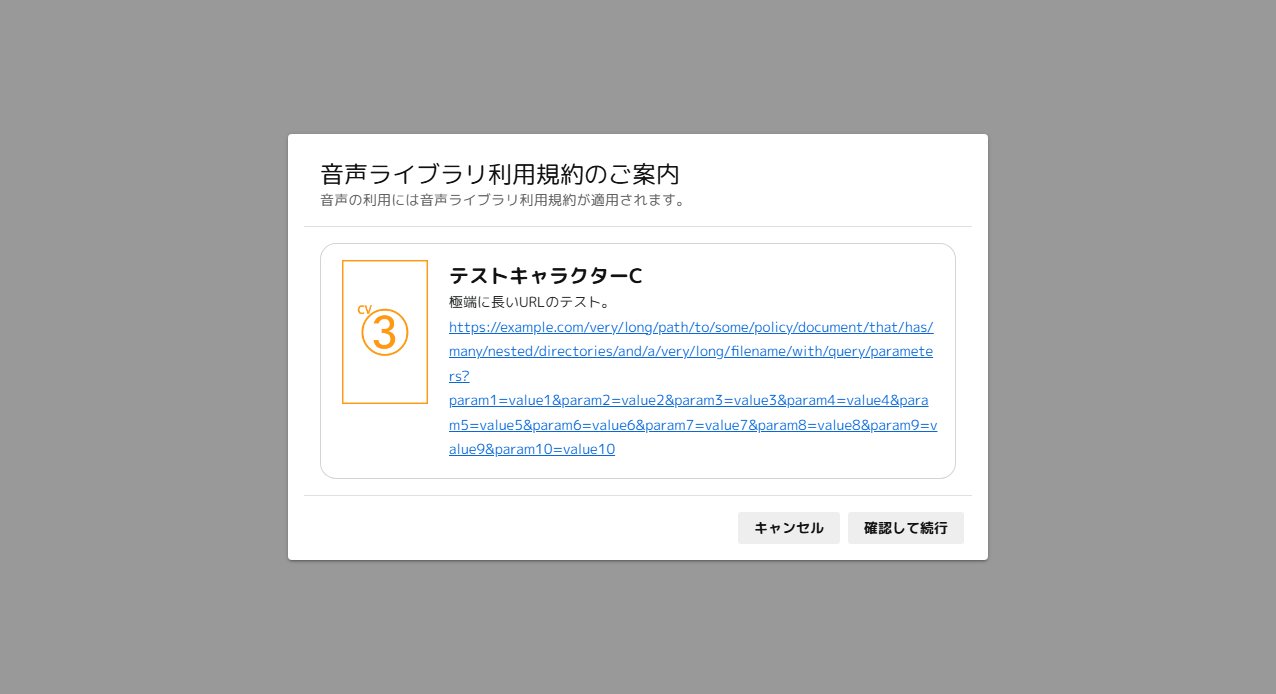 音声ライブラリ利用規約のご案内
音声の利用には音声ライブラリ利用規約が適用されます。
CV
③
テストキャラクターC
極端に長いURLのテスト。
https://example.com/very/long/path/to/some/policy/document/that/has/
many/nested/directories/and/a/very/long/filename/with/query/paramete
rs?
param1=value1&param2=value2&param3=value3&param4=value4&para
m5=value5&param6=value6&param7=value7&param8=value8&param9=v
alue9&param10=value10
キャンセル
確認して続行